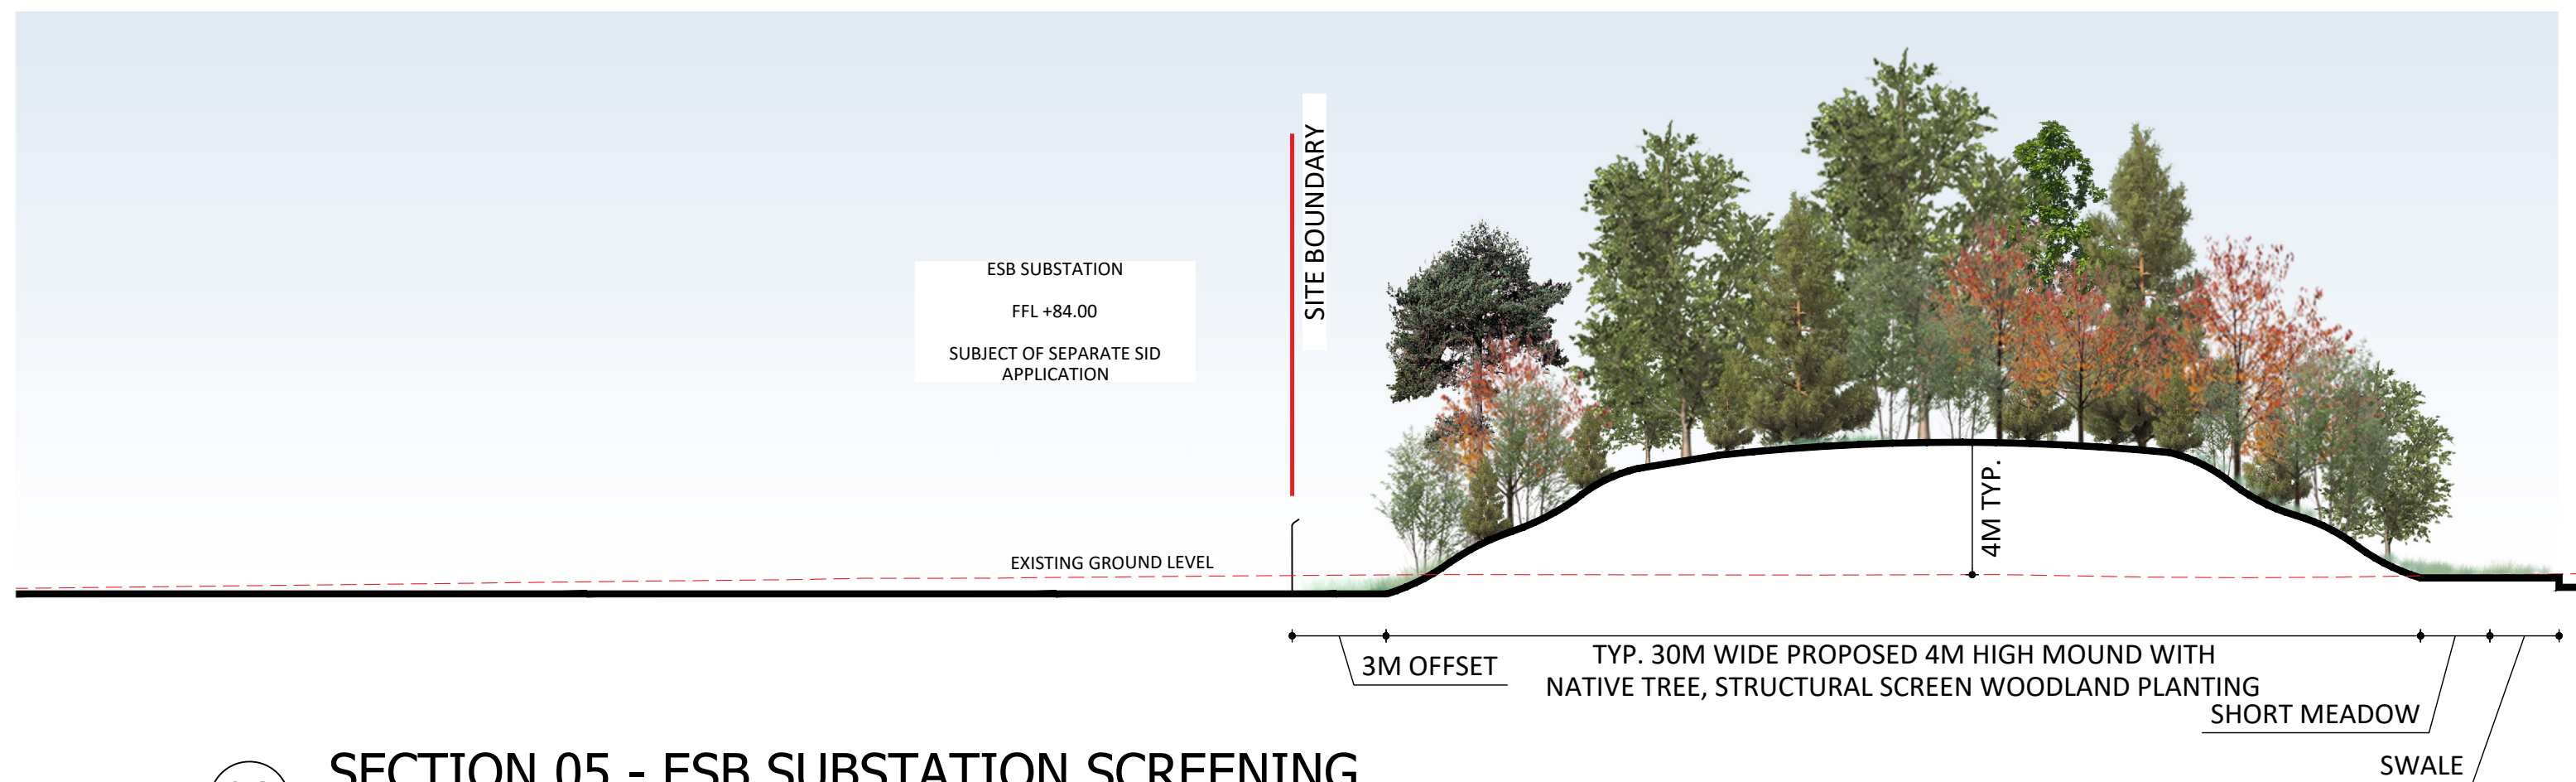 SITE BOUNDARY
ESB SUBSTATION
FFL +84.00
SUBJECT OF SEPARATE SID
APPLICATION
4M TYP.
EXISTING GROUND LEVEL
3M OFFSET
TYP. 30M WIDE PROPOSED 4M HIGH MOUND WITH
NATIVE TREE, STRUCTURAL SCREEN WOODLAND PLANTING
SHORT MEADOW
SWALE
SECTION 05 - ESB SUBSTATION SCREENING